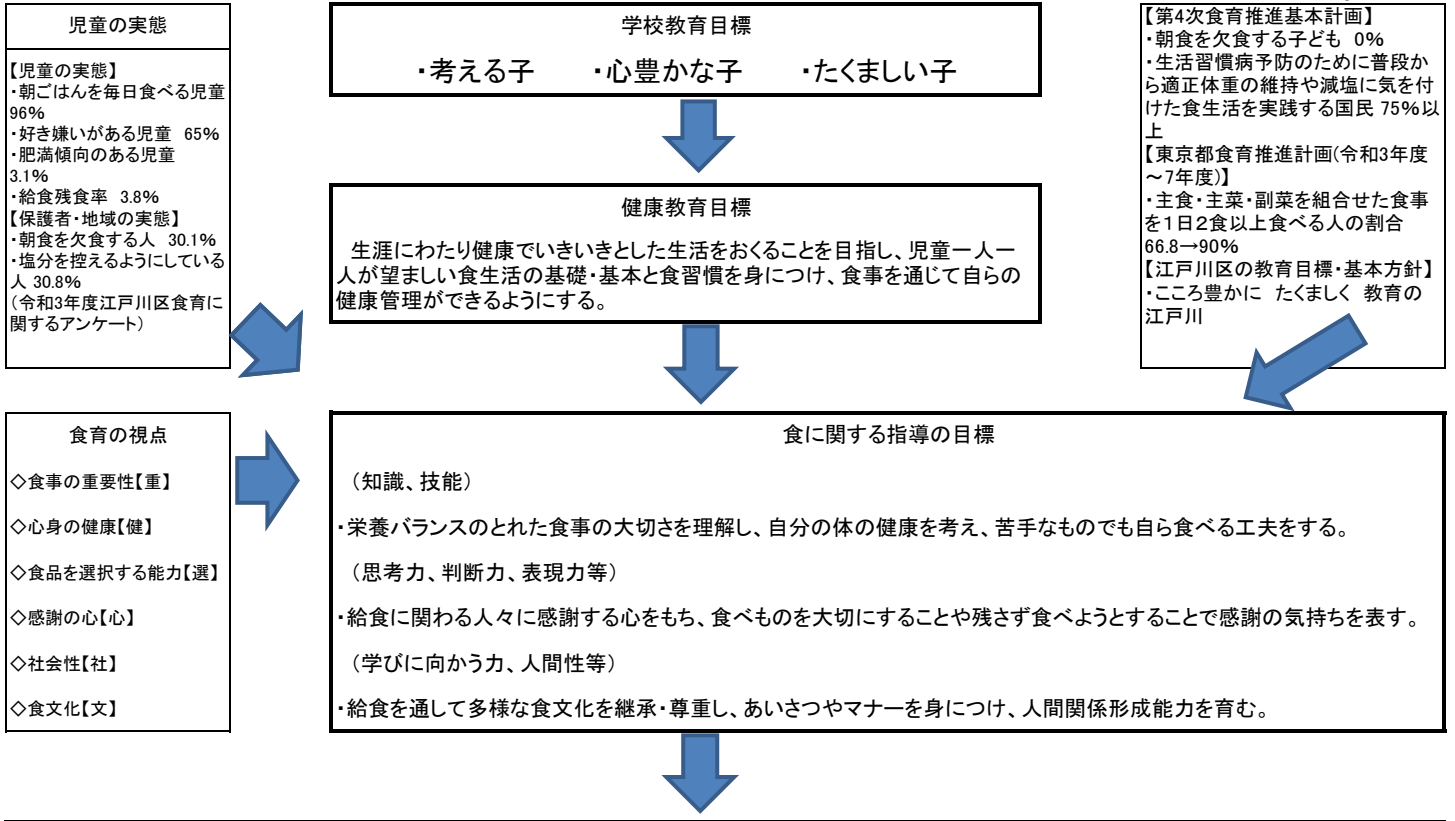 児童の実態
【児童の実態】
・朝ごはんを毎日食べる児童
96%
・好き嫌いがある児童 65%
・肥満傾向のある児童
3.1%
・給食残食率 3.8%
【保護者・地域の実態】
・朝食を欠食する人 30.1%
・塩分を控えるようにしている
人 30.8%
(令和3年度江戸川区食育に
関するアンケート)
学校教育目標
・考える子 ・心豊かな子 ・たくましい子
健康教育目標
生涯にわたり健康でいきいきとした生活をおくることを目指し、児童一人一
人が望ましい食生活の基礎・基本と食習慣を身につけ、食事を通じて自らの
健康管理ができるようにする。
【第4次食育推進基本計画】
・朝食を欠食する子ども 0%
・生活習慣病予防のために普段か
ら適正体重の維持や減塩に気を付
けた食生活を実践する国民 75%以
上
【東京都食育推進計画(令和3年度
~7年度)】
・主食・主菜・副菜を組合せた食事
を1日2食以上食べる人の割合
66.8→90%
【江戸川区の教育目標・基本方針】
・こころ豊かに たくましく 教育の
江戸川
食育の視点
◇食事の重要性【重】
◇心身の健康【健】
◇食品を選択する能力【選】
◇感謝の心【心】
◇社会性【社】
◇食文化【文】
食に関する指導の目標
(知識、技能)
・栄養バランスのとれた食事の大切さを理解し、自分の体の健康を考え、苦手なものでも自ら食べる工夫をする。
(思考力、判断力、表現力等)
・給食に関わる人々に感謝する心をもち、食べものを大切にすることや残さず食べようとすることで感謝の気持ちを表す。
(学びに向かう力、人間性等)
・給食を通して多様な食文化を継承・尊重し、あいさつやマナーを身につけ、人間関係形成能力を育む。